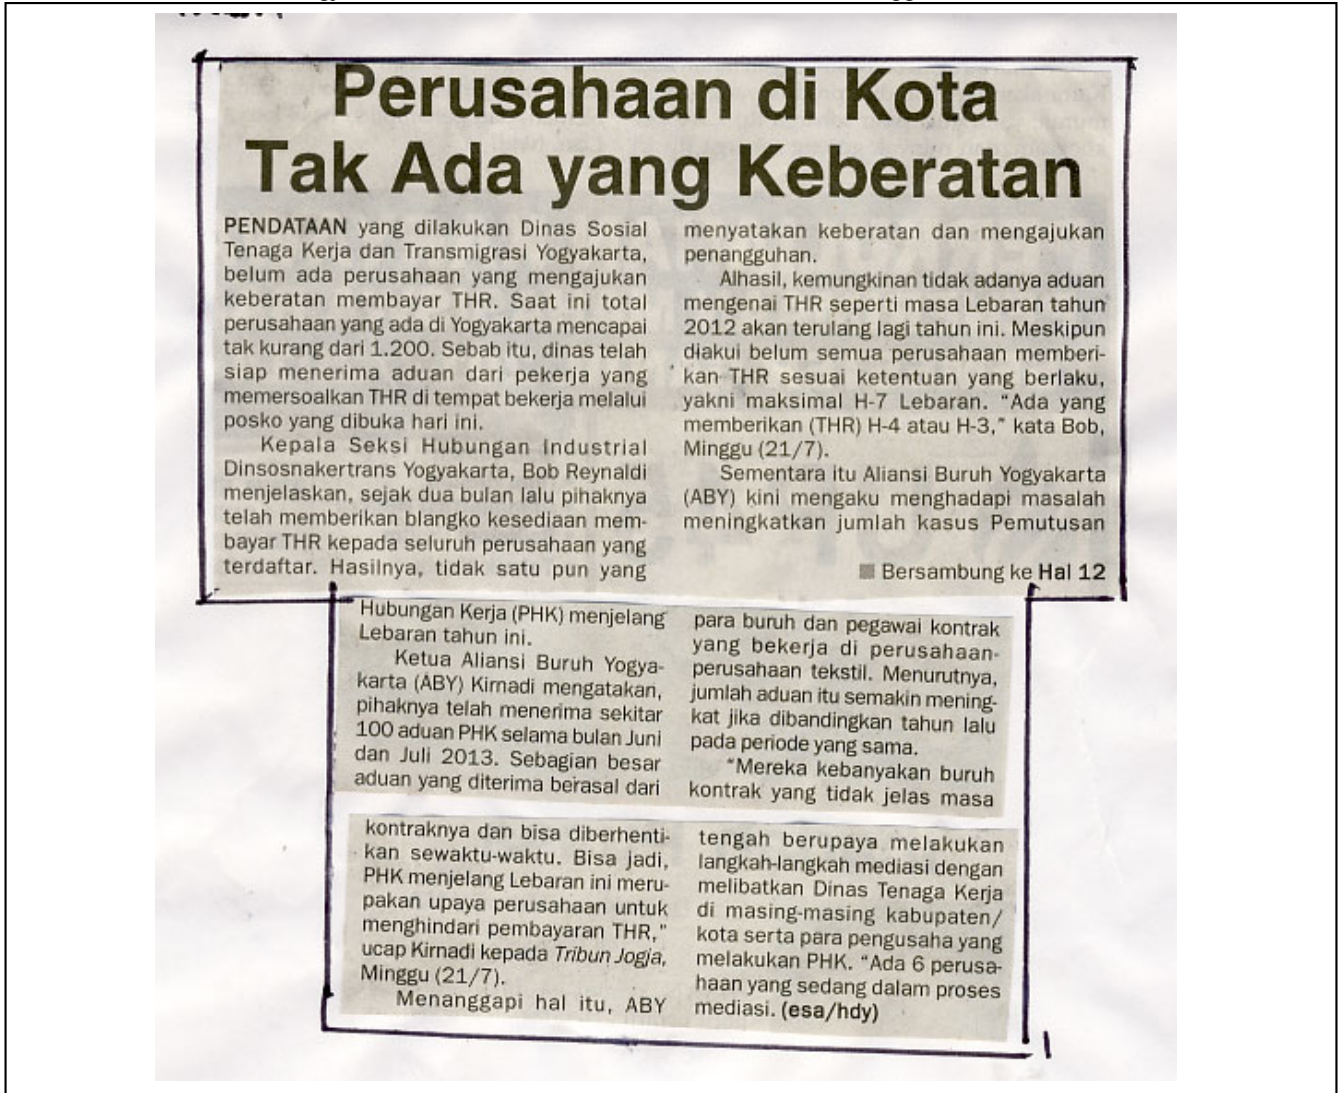 Perusahaan di Kota
Tak Ada yang Keberatan
PENDATAAN yang dilakukan Dinas Sosial
Tenaga Kerja dan Transmigrasi Yogyakarta,
belum ada perusahaan yang mengajukan
keberatan membayar THR. Saat ini total
perusahaan yang ada di Yogyakarta mencapai
tak kurang dari 1.200. Sebab itu, dinas telah
siap menerima aduan dari pekerja yang
memersoalkan THR di tempat bekerja melalui
posko yang dibuka hari ini.
Kepala Seksi Hubungan Industrial
Dinsosnakertrans Yogyakarta, Bob Reynaldi
menjelaskan, sejak dua bulan lalu pihaknya
telah memberikan blangko kesediaan mem-
bayar THR kepada seluruh perusahaan yang
terdaftar. Hasilnya, tidak satu pun yang
menyatakan keberatan dan mengajukan
penangguhan.
Alhasil, kemungkinan tidak adanya aduan
mengenai THR seperti masa Lebaran tahun
2012 akan terulang lagi tahun ini. Meskipun
diakui belum semua perusahaan memberi-
kan THR sesuai ketentuan yang berlaku,
yakni maksimal H-7 Lebaran. “Ada yang
memberikan (THR) H-4 atau H-3,” kata Bob,
Minggu (21/7).
Sementara itu Aliansi Buruh Yogyakarta
(ABY) kini mengaku menghadapi masalah
meningkatkan jumlah kasus Pemutusan
■ Bersambung ke Hal 12
Hubungan Kerja (PHK) menjelang
Lebaran tahun ini.
Ketua Aliansi Buruh Yogya-
karta (ABY) Kirnadi mengatakan,
pihaknya telah menerima sekitar
100 aduan PHK selama bulan Juni
dan Juli 2013. Sebagian besar
aduan yang diterima berasal dari
para buruh dan pegawai kontrak
yang bekerja di perusahaan-
perusahaan tekstil. Menurutnya,
jumlah aduan itu semakin mening-
kat jika dibandingkan tahun lalu
pada periode yang sama.
“Mereka kebanyakan buruh
kontrak yang tidak jelas masa
kontraknya dan bisa diberhenti-
kan sewaktu-waktu. Bisa jadi,
PHK menjelang Lebaran ini meru-
pakan upaya perusahaan untuk
menghindari pembayaran THR,”
ucap Kirnadi kepada Tribun Jogja,
Minggu (21/7).
Menanggapi hal itu, ABY
tengah berupaya melakukan
langkah-langkah mediasi dengan
melibatkan Dinas Tenaga Kerja
di masing-masing kabupaten/
kota serta para pengusaha yang
melakukan PHK. “Ada 6 perusa-
haan yang sedang dalam proses
mediasi. (esa/hdy)